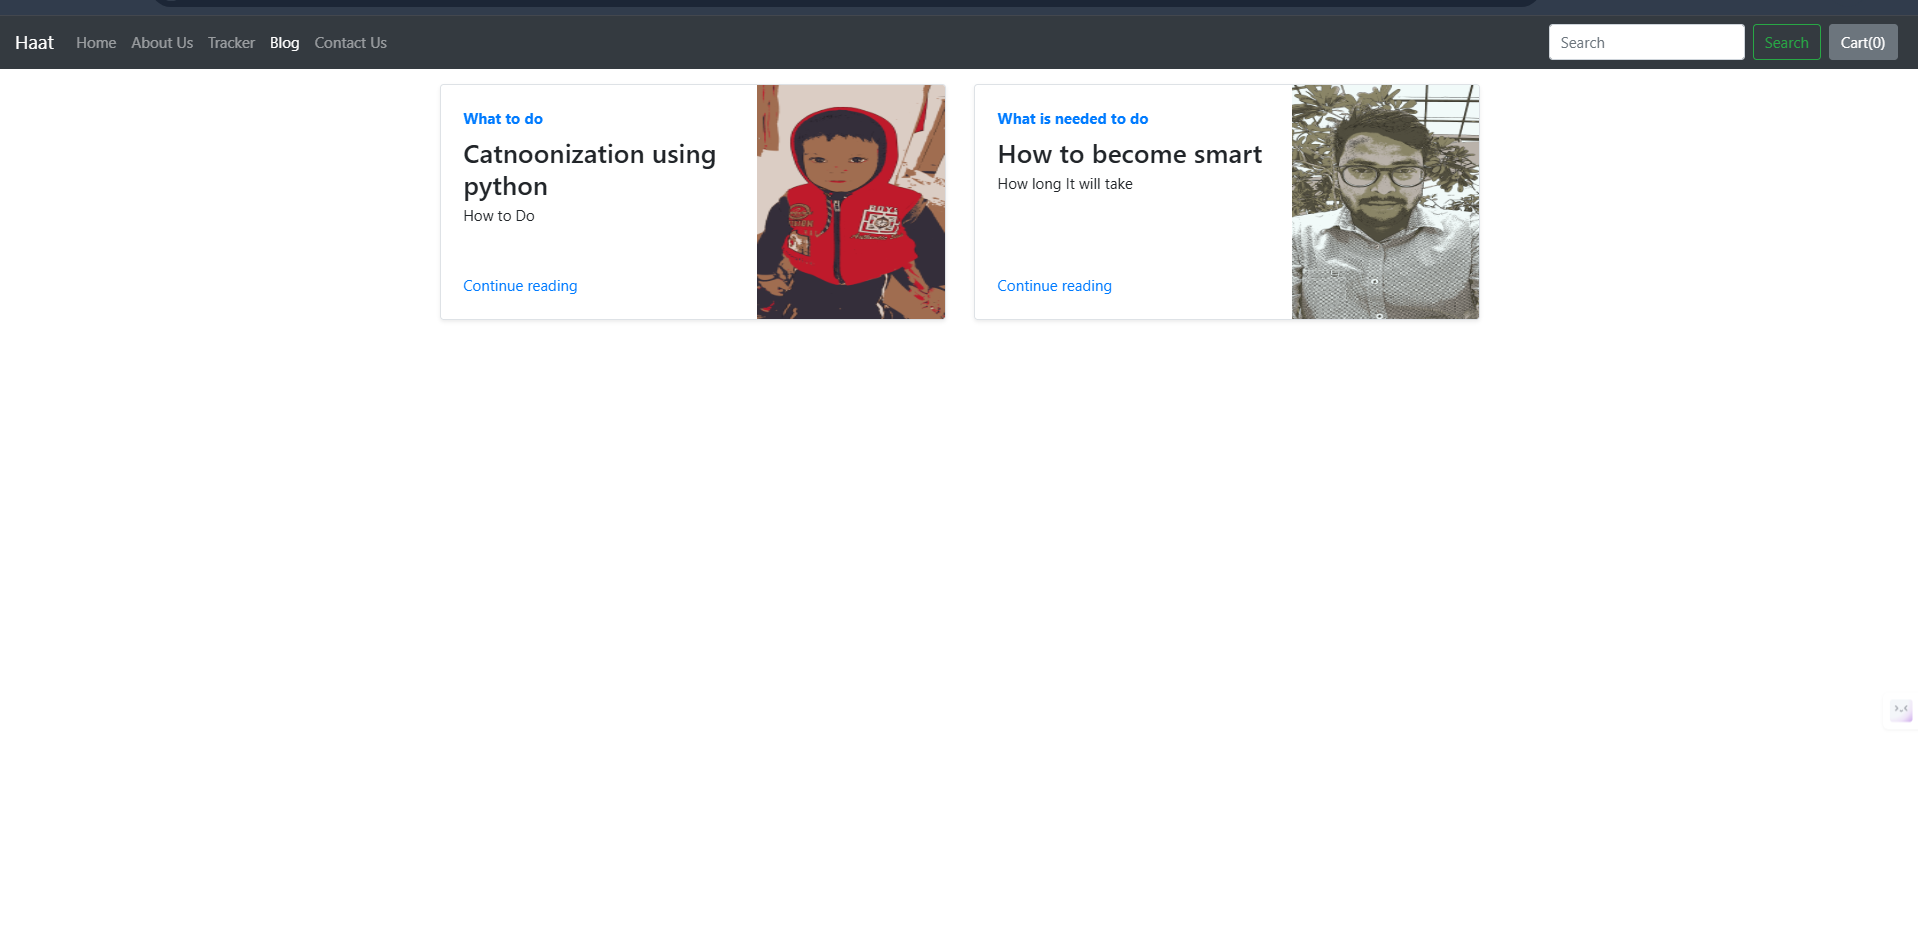 Haat Home About Us Tracker Blog Contact Us Search Search Cart(0)
What to do
Catnoonization using
python
How to Do
Continue reading
What is needed to do
How to become smart
How long It will take
Continue reading
BOY